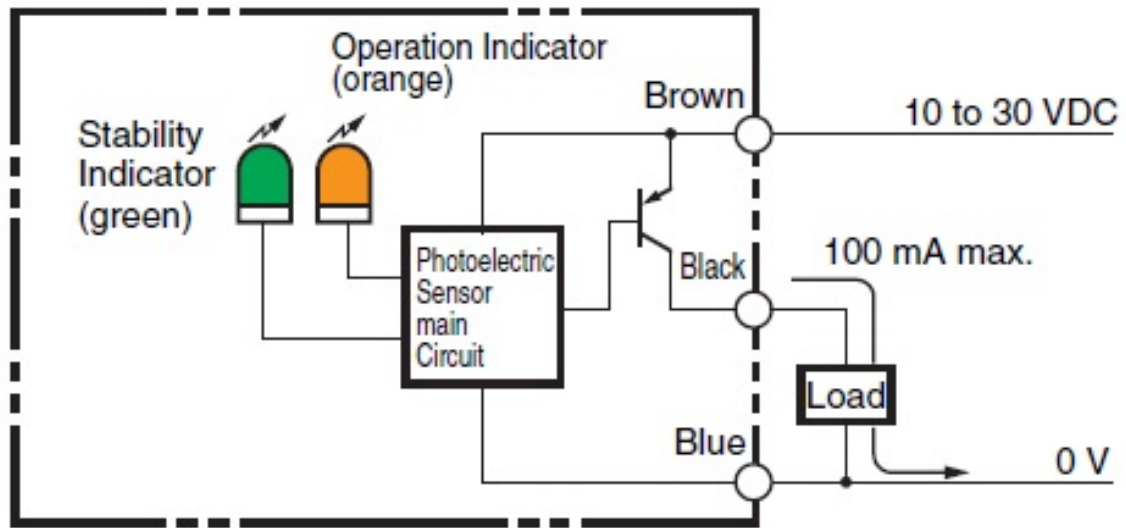 Operation Indicator
(orange)
Brown
10 to 30 VDC
Stability
Indicator
(green)
Photoelectric
Sensor
main
Circuit
Black
100 mA max.
Load
Blue
0 V